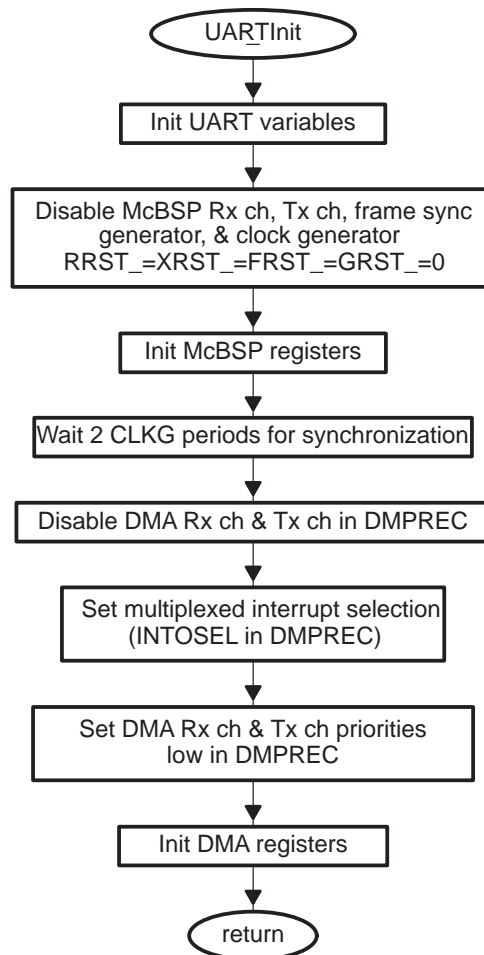 UARTInit
Init UART variables
Disable McBSP Rx ch, Tx ch, frame sync
generator, & clock generator
RRST_=XRST_=FRST_=GRST_=0
Init McBSP registers
Wait 2 CLKG periods for synchronization
Disable DMA Rx ch & Tx ch in DMPREC
Set multiplexed interrupt selection
(INTOSEL in DMPREC)
Set DMA Rx ch & Tx ch priorities
low in DMPREC
Init DMA registers
return